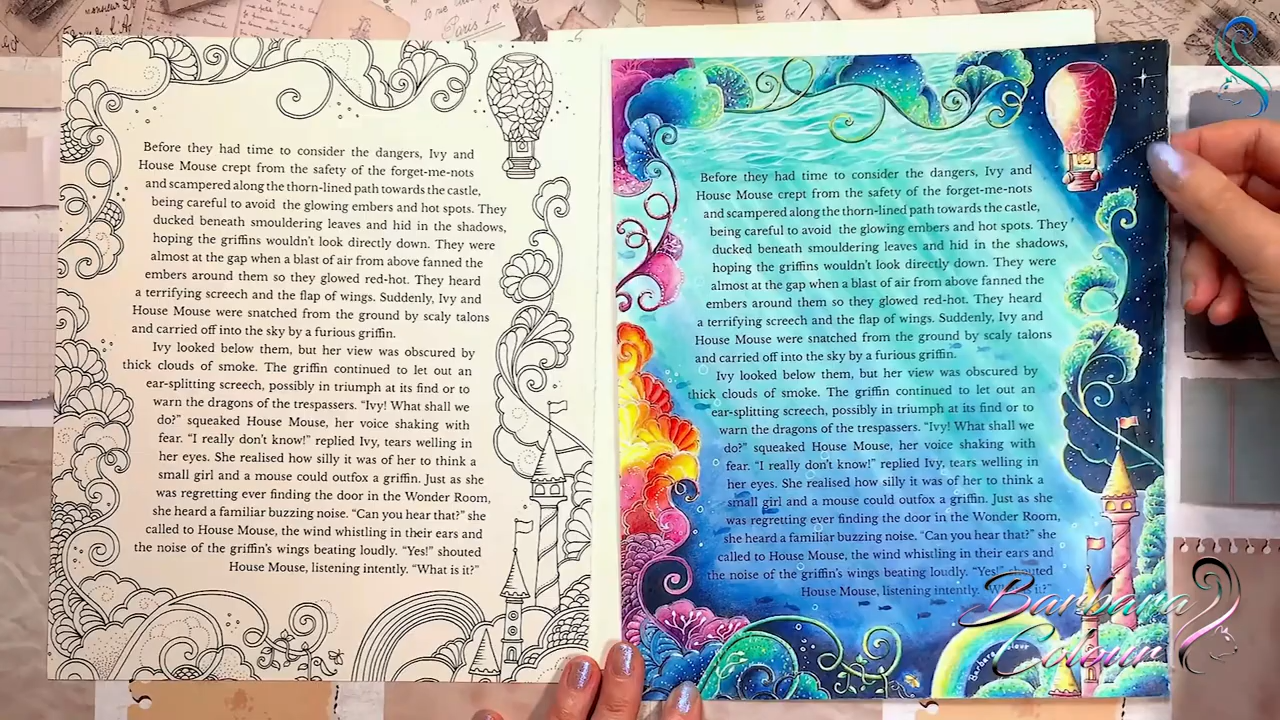 Paris
Before they had time to consider the dangers, Ivy and
House Mouse crept from the safety of the forget-me-nots
and scampered along the thorn-lined path towards the castle,
being careful to avoid the glowing embers and hot spots. They
ducked beneath smouldering leaves and hid in the shadows,
hoping the griffins wouldn't look directly down. They were
almost at the gap when a blast of air from above fanned the
embers around them so they glowed red-hot. They heard
a terrifying screech and the flap of wings. Suddenly, Ivy and
House Mouse were snatched from the ground by scaly talons
and carried off into the sky by a furious griffin.
Ivy looked below them, but her view was obscured by
thick clouds of smoke. The griffin continued to let out an
ear-splitting screech, possibly in triumph at its find or to
warn the dragons of the trespassers. “Ivy! What shall we
do?” squeaked House Mouse, her voice shaking with
fear. “I really don't know!” replied Ivy, tears welling in
her eyes. She realised how silly it was of her to think a
small girl and a mouse could outfox a griffin. Just as she
was regretting ever finding the door in the Wonder Room,
she heard a familiar buzzing noise. “Can you hear that?” she
called to House Mouse, the wind whistling in their ears and
the noise of the griffin's wings beating loudly. “Yes!” shouted
House Mouse, listening intently. “What is it?”
Before they had time to consider the dangers, Ivy and
House Mouse crept from the safety of the forget-me-nots
and scampered along the thorn-lined path towards the castle,
being careful to avoid the glowing embers and hot spots. They
ducked beneath smouldering leaves and hid in the shadows,
hoping the griffins wouldn't look directly down. They were
almost at the gap when a blast of air from above fanned the
embers around them so they glowed red-hot. They heard
a terrifying screech and the flap of wings. Suddenly, Ivy and
House Mouse were snatched from the ground by scaly talons
and carried off into the sky by a furious griffin.
Ivy looked below them, but her view was obscured by
thick clouds of smoke. The griffin continued to let out an
ear-splitting screech, possibly in triumph at its find or to
warn the dragons of the trespassers. “Ivy! What shall we
do?” squeaked House Mouse, her voice shaking with
fear. “I really don't know!” replied Ivy, tears welling in
her eyes. She realised how silly it was of her to think a
small girl and a mouse could outfox a griffin. Just as she
was regretting ever finding the door in the Wonder Room,
she heard a familiar buzzing noise. “Can you hear that?” she
called to House Mouse, the wind whistling in their ears and
the noise of the griffin's wings beating loudly. “Yes!” shouted
House Mouse, listening intently. “What is it?”
Barbara Colour
Barbara
Colour